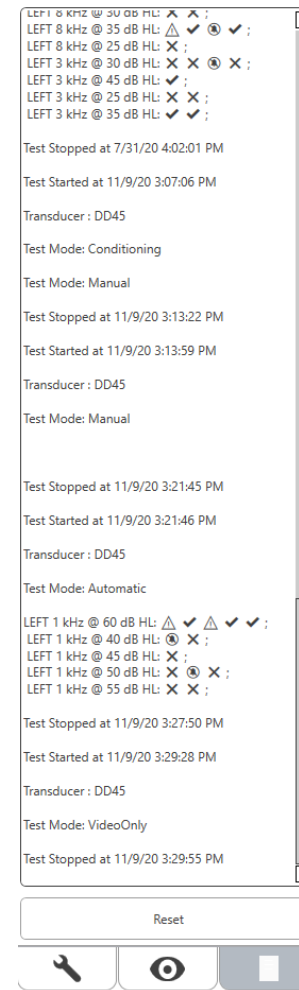 LEFT 8 kHz @ 30 dB HL: ✕ ✕ ;
LEFT 8 kHz @ 35 dB HL: ⚠ ✔ 🔕 ✔ ;
LEFT 8 kHz @ 25 dB HL: ✕ ;
LEFT 3 kHz @ 30 dB HL: ✕ ✕ 🔕 ✕ ;
LEFT 3 kHz @ 45 dB HL: ✔ ;
LEFT 3 kHz @ 25 dB HL: ✕ ✕ ;
LEFT 3 kHz @ 35 dB HL: ✔ ✔ ;
Test Stopped at 7/31/20 4:02:01 PM
Test Started at 11/9/20 3:07:06 PM
Transducer : DD45
Test Mode: Conditioning
Test Mode: Manual
Test Stopped at 11/9/20 3:13:22 PM
Test Started at 11/9/20 3:13:59 PM
Transducer : DD45
Test Mode: Manual
Test Stopped at 11/9/20 3:21:45 PM
Test Started at 11/9/20 3:21:46 PM
Transducer : DD45
Test Mode: Automatic
LEFT 1 kHz @ 60 dB HL: ⚠ ✔ ⚠ ✔ ✔ ;
LEFT 1 kHz @ 40 dB HL: 🔕 ✕ ;
LEFT 1 kHz @ 45 dB HL: ✕ ;
LEFT 1 kHz @ 50 dB HL: ✕ 🔕 ✕ ;
LEFT 1 kHz @ 55 dB HL: ✕ ✕ ;
Test Stopped at 11/9/20 3:27:50 PM
Test Started at 11/9/20 3:29:28 PM
Transducer : DD45
Test Mode: VideoOnly
Test Stopped at 11/9/20 3:29:55 PM
Reset